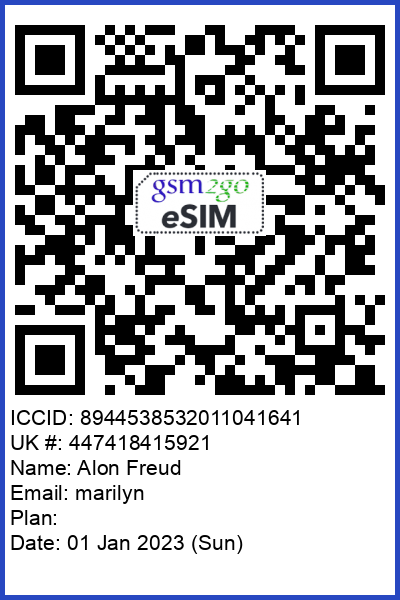 gsm2go
eSIM
ICCID: 8944538532011041641
UK #: 447418415921
Name: Alon Freud
Email: marilyn
Plan:
Date: 01 Jan 2023 (Sun)